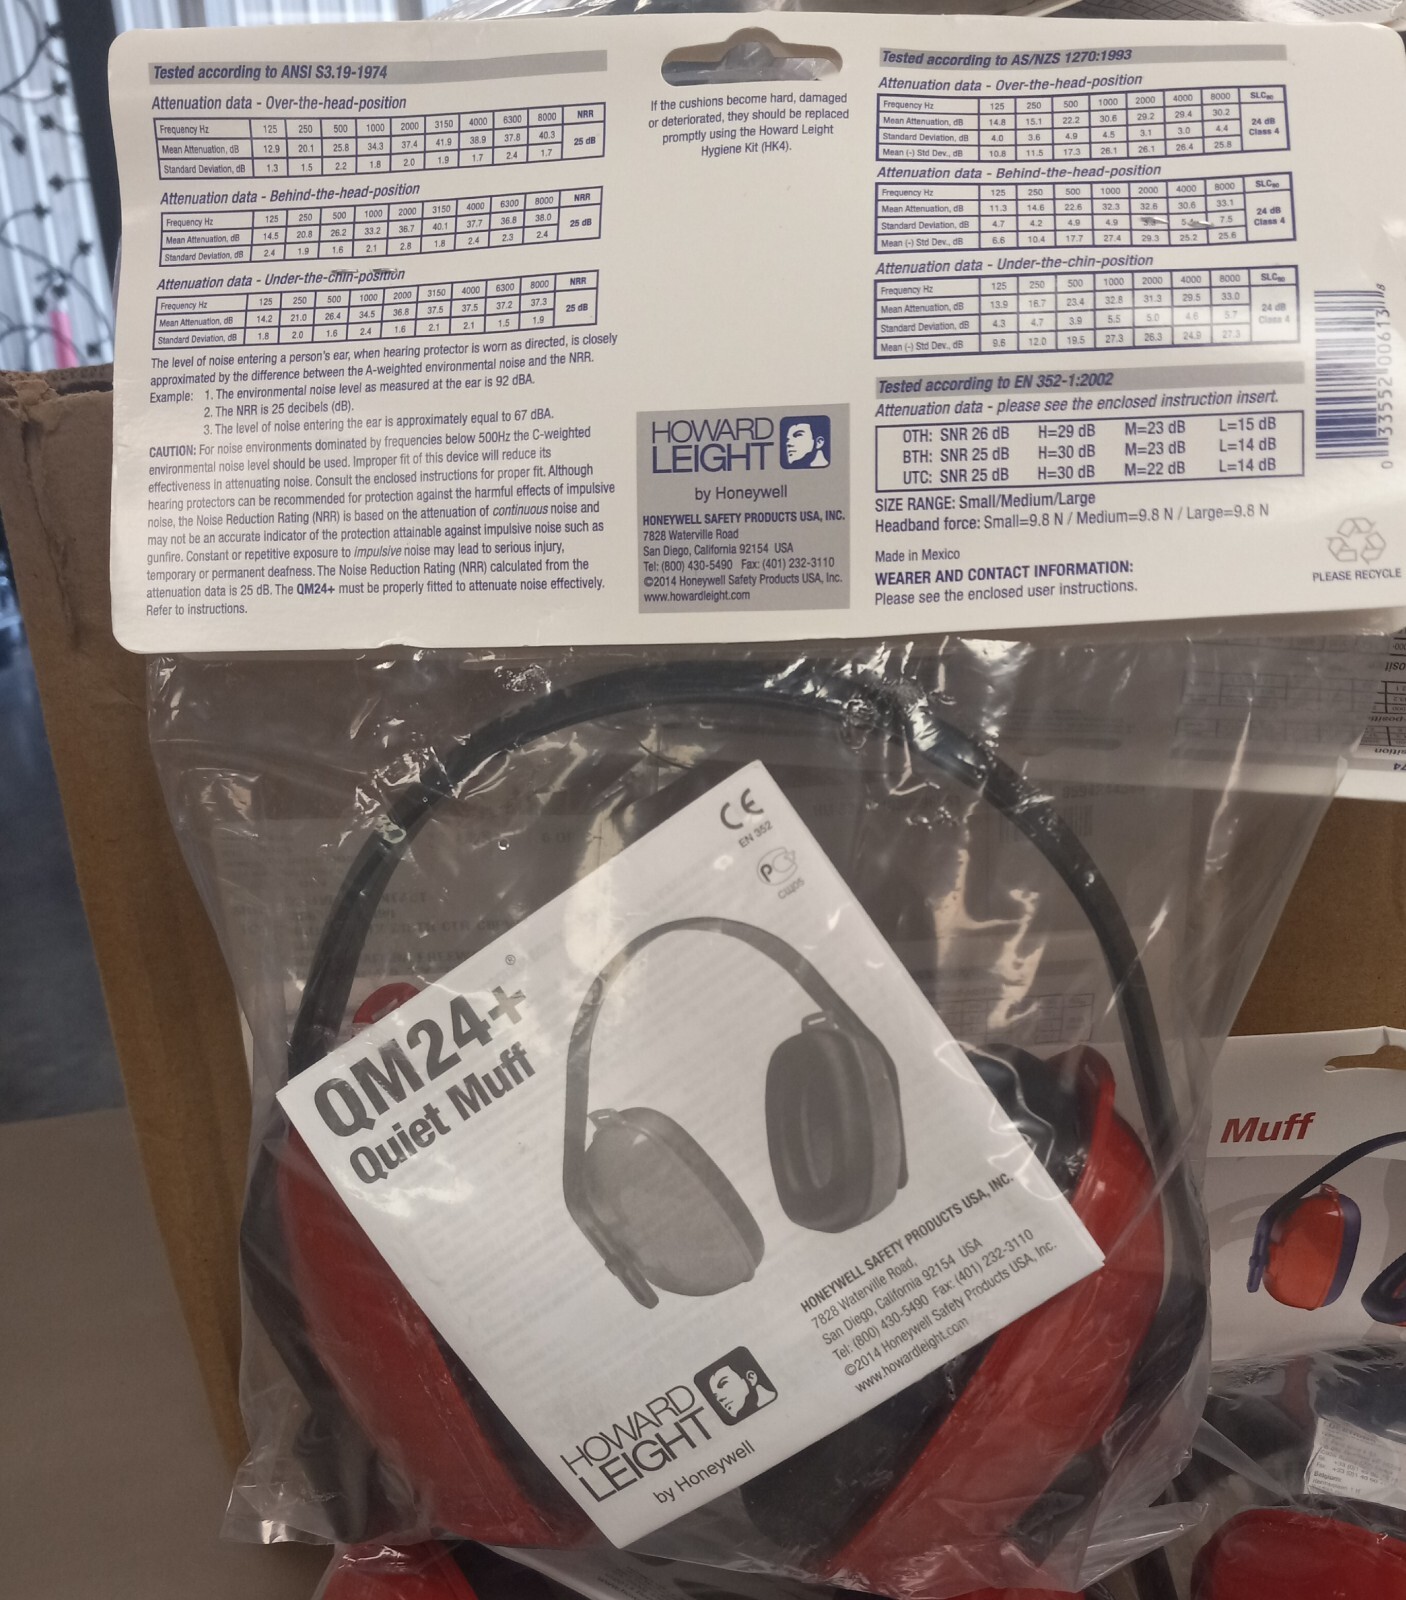 Tested according to ANSI S3.19-1974
Attenuation data - Over-the-head-position
Frequency Hz 125 250 500 1000 2000 3150 4000 6300 8000 NRR
Mean Attenuation, dB 12.9 20.1 25.8 34.3 37.4 41.9 38.9 37.8 40.3 25 dB
Standard Deviation, dB 1.3 1.5 2.2 1.8 2.0 1.9 1.7 2.4 1.7
Attenuation data - Behind-the-head-position
Frequency Hz 125 250 500 1000 2000 3150 4000 6300 8000 NRR
Mean Attenuation, dB 14.5 20.8 26.2 33.2 36.7 40.1 37.7 36.8 38.0 25 dB
Standard Deviation, dB 2.4 1.9 1.6 2.1 2.8 1.8 2.4 2.3 2.4
Attenuation data - Under-the-chin-position
Frequency Hz 125 250 500 1000 2000 3150 4000 6300 8000 NRR
Mean Attenuation, dB 14.2 21.0 26.4 34.5 36.8 37.5 37.5 37.2 37.3 25 dB
Standard Deviation, dB 1.8 2.0 1.6 2.4 1.6 2.1 2.1 1.5 1.9
The level of noise entering a person's ear, when hearing protector is worn as directed, is closely
approximated by the difference between the A-weighted environmental noise and the NRR.
Example: 1. The environmental noise level as measured at the ear is 92 dBA.
2. The NRR is 25 decibels (dB).
3. The level of noise entering the ear is approximately equal to 67 dBA.
CAUTION: For noise environments dominated by frequencies below 500Hz the C-weighted
environmental noise level should be used. Improper fit of this device will reduce its
effectiveness in attenuating noise. Consult the enclosed instructions for proper fit. Although
hearing protectors can be recommended for protection against the harmful effects of impulsive
noise, the Noise Reduction Rating (NRR) is based on the attenuation of continuous noise and
may not be an accurate indicator of the protection attainable against impulsive noise such as
gunfire. Constant or repetitive exposure to impulsive noise may lead to serious injury,
temporary or permanent deafness. The Noise Reduction Rating (NRR) calculated from the
attenuation data is 25 dB. The QM24+ must be properly fitted to attenuate noise effectively.
Refer to instructions.
If the cushions become hard, damaged
or deteriorated, they should be replaced
promptly using the Howard Leight
Hygiene Kit (HK4).
HOWARD
LEIGHT
by Honeywell
HONEYWELL SAFETY PRODUCTS USA, INC.
7828 Waterville Road
San Diego, California 92154 USA
Tel: (800) 430-5490 Fax: (401) 232-3110
©2014 Honeywell Safety Products USA, Inc.
www.howardleight.com
Tested according to AS/NZS 1270:1993
Attenuation data - Over-the-head-position
Frequency Hz 125 250 500 1000 2000 4000 8000 SLC80
Mean Attenuation, dB 14.8 15.1 22.2 30.6 29.2 29.4 30.2 24 dB
Standard Deviation, dB 4.0 3.6 4.9 4.5 3.1 3.0 4.4 Class 4
Mean (-) Std Dev., dB 10.8 11.5 17.3 26.1 26.1 26.4 25.8
Attenuation data - Behind-the-head-position
Frequency Hz 125 250 500 1000 2000 4000 8000 SLC80
Mean Attenuation, dB 11.3 14.6 22.6 32.3 32.6 30.6 33.1 24 dB
Standard Deviation, dB 4.7 4.2 4.9 4.9 7.5 Class 4
Mean (-) Std Dev., dB 6.6 10.4 17.7 27.4 29.3 25.2 25.6
Attenuation data - Under-the-chin-position
Frequency Hz 125 250 500 1000 2000 4000 8000 SLC80
Mean Attenuation, dB 13.9 16.7 23.4 32.8 31.3 29.5 33.0 24 dB
Standard Deviation, dB 4.3 4.7 3.9 5.5 5.0 4.6 5.7 Class 4
Mean (-) Std Dev., dB 9.6 12.0 19.5 27.3 26.3 24.9 27.3
Tested according to EN 352-1:2002
Attenuation data - please see the enclosed instruction insert.
OTH: SNR 26 dB H=29 dB M=23 dB L=15 dB
BTH: SNR 25 dB H=30 dB M=23 dB L=14 dB
UTC: SNR 25 dB H=30 dB M=22 dB L=14 dB
SIZE RANGE: Small/Medium/Large
Headband force: Small=9.8 N / Medium=9.8 N / Large=9.8 N
Made in Mexico
WEARER AND CONTACT INFORMATION:
Please see the enclosed user instructions.
0 33552 00613 8
PLEASE RECYCLE
CE
EN 352
QM24+®
Quiet Muff
HONEYWELL SAFETY PRODUCTS USA, INC.
7828 Waterville Road,
San Diego, California 92154 USA
Tel: (800) 430-5490 Fax: (401) 232-3110
©2014 Honeywell Safety Products USA, Inc.
www.howardleight.com
HOWARD
LEIGHT
by Honeywell
Muff